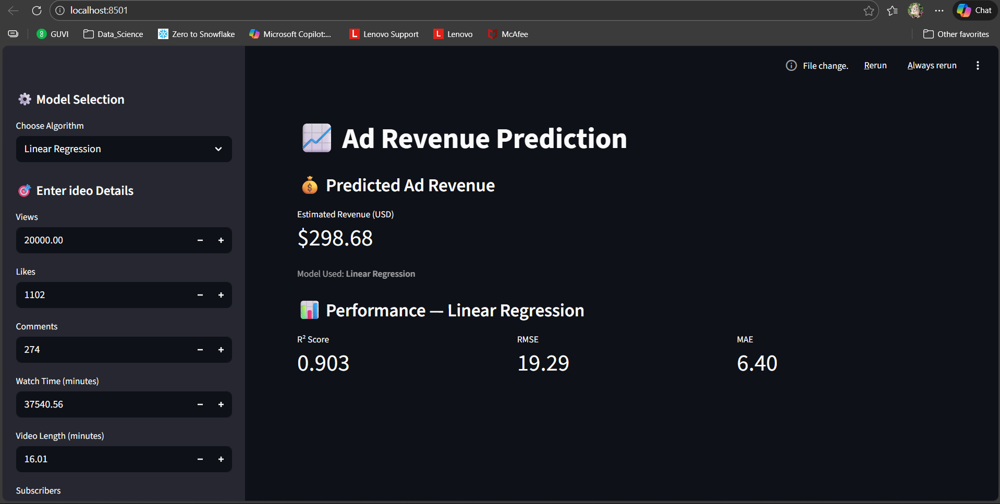 localhost:8501
Chat
GUVI
Data_Science
Zero to Snowflake
Microsoft Copilot:...
L Lenovo Support
L Lenovo
McAfee
Other favorites
File change.
Rerun
Always rerun
Model Selection
Choose Algorithm
Linear Regression
Enter ideo Details
Views
20000.00
Likes
1102
Comments
274
Watch Time (minutes)
37540.56
Video Length (minutes)
16.01
Subscribers
Ad Revenue Prediction
$ Predicted Ad Revenue
Estimated Revenue (USD)
$298.68
Model Used: Linear Regression
Performance — Linear Regression
R² Score
0.903
RMSE
19.29
MAE
6.40